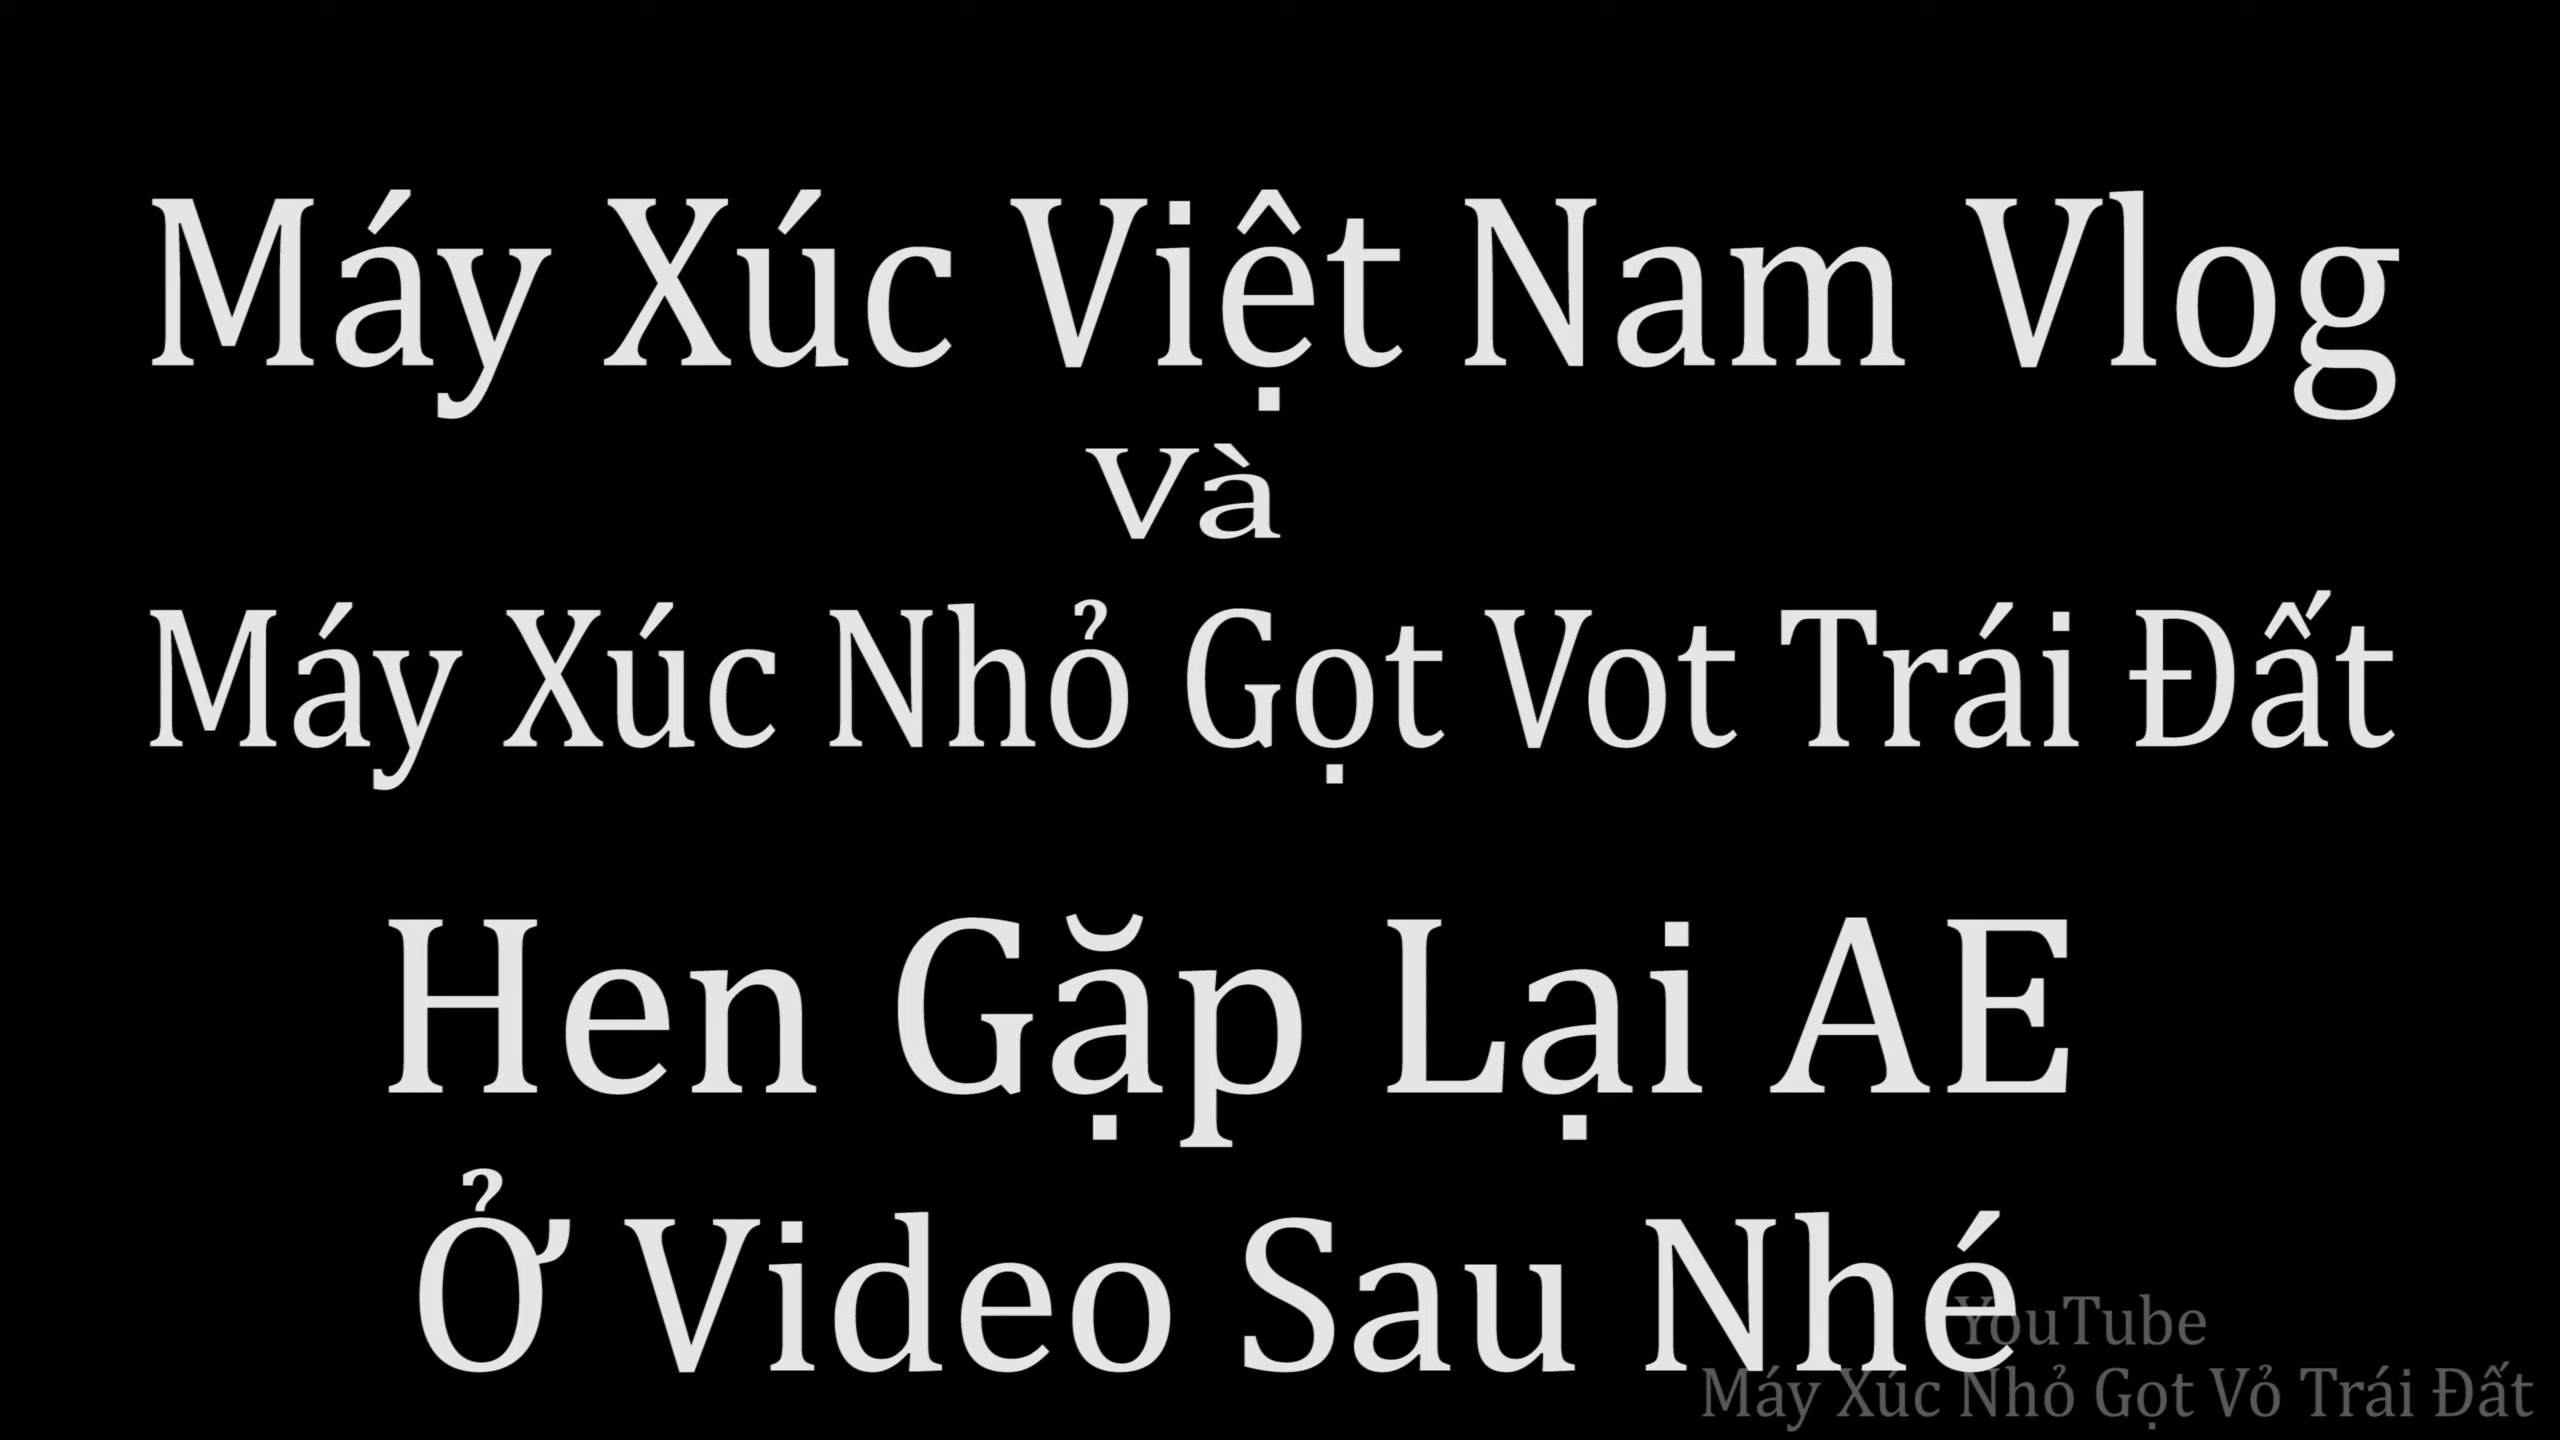 Máy Xúc Việt Nam Vlog
Và
Máy Xúc Nhỏ Gọt Vot Trái Đất
Hen Gặp Lại AE
Ở Video Sau Nhé
YouTube
Máy Xúc Nhỏ Gọt Vỏ Trái Đất